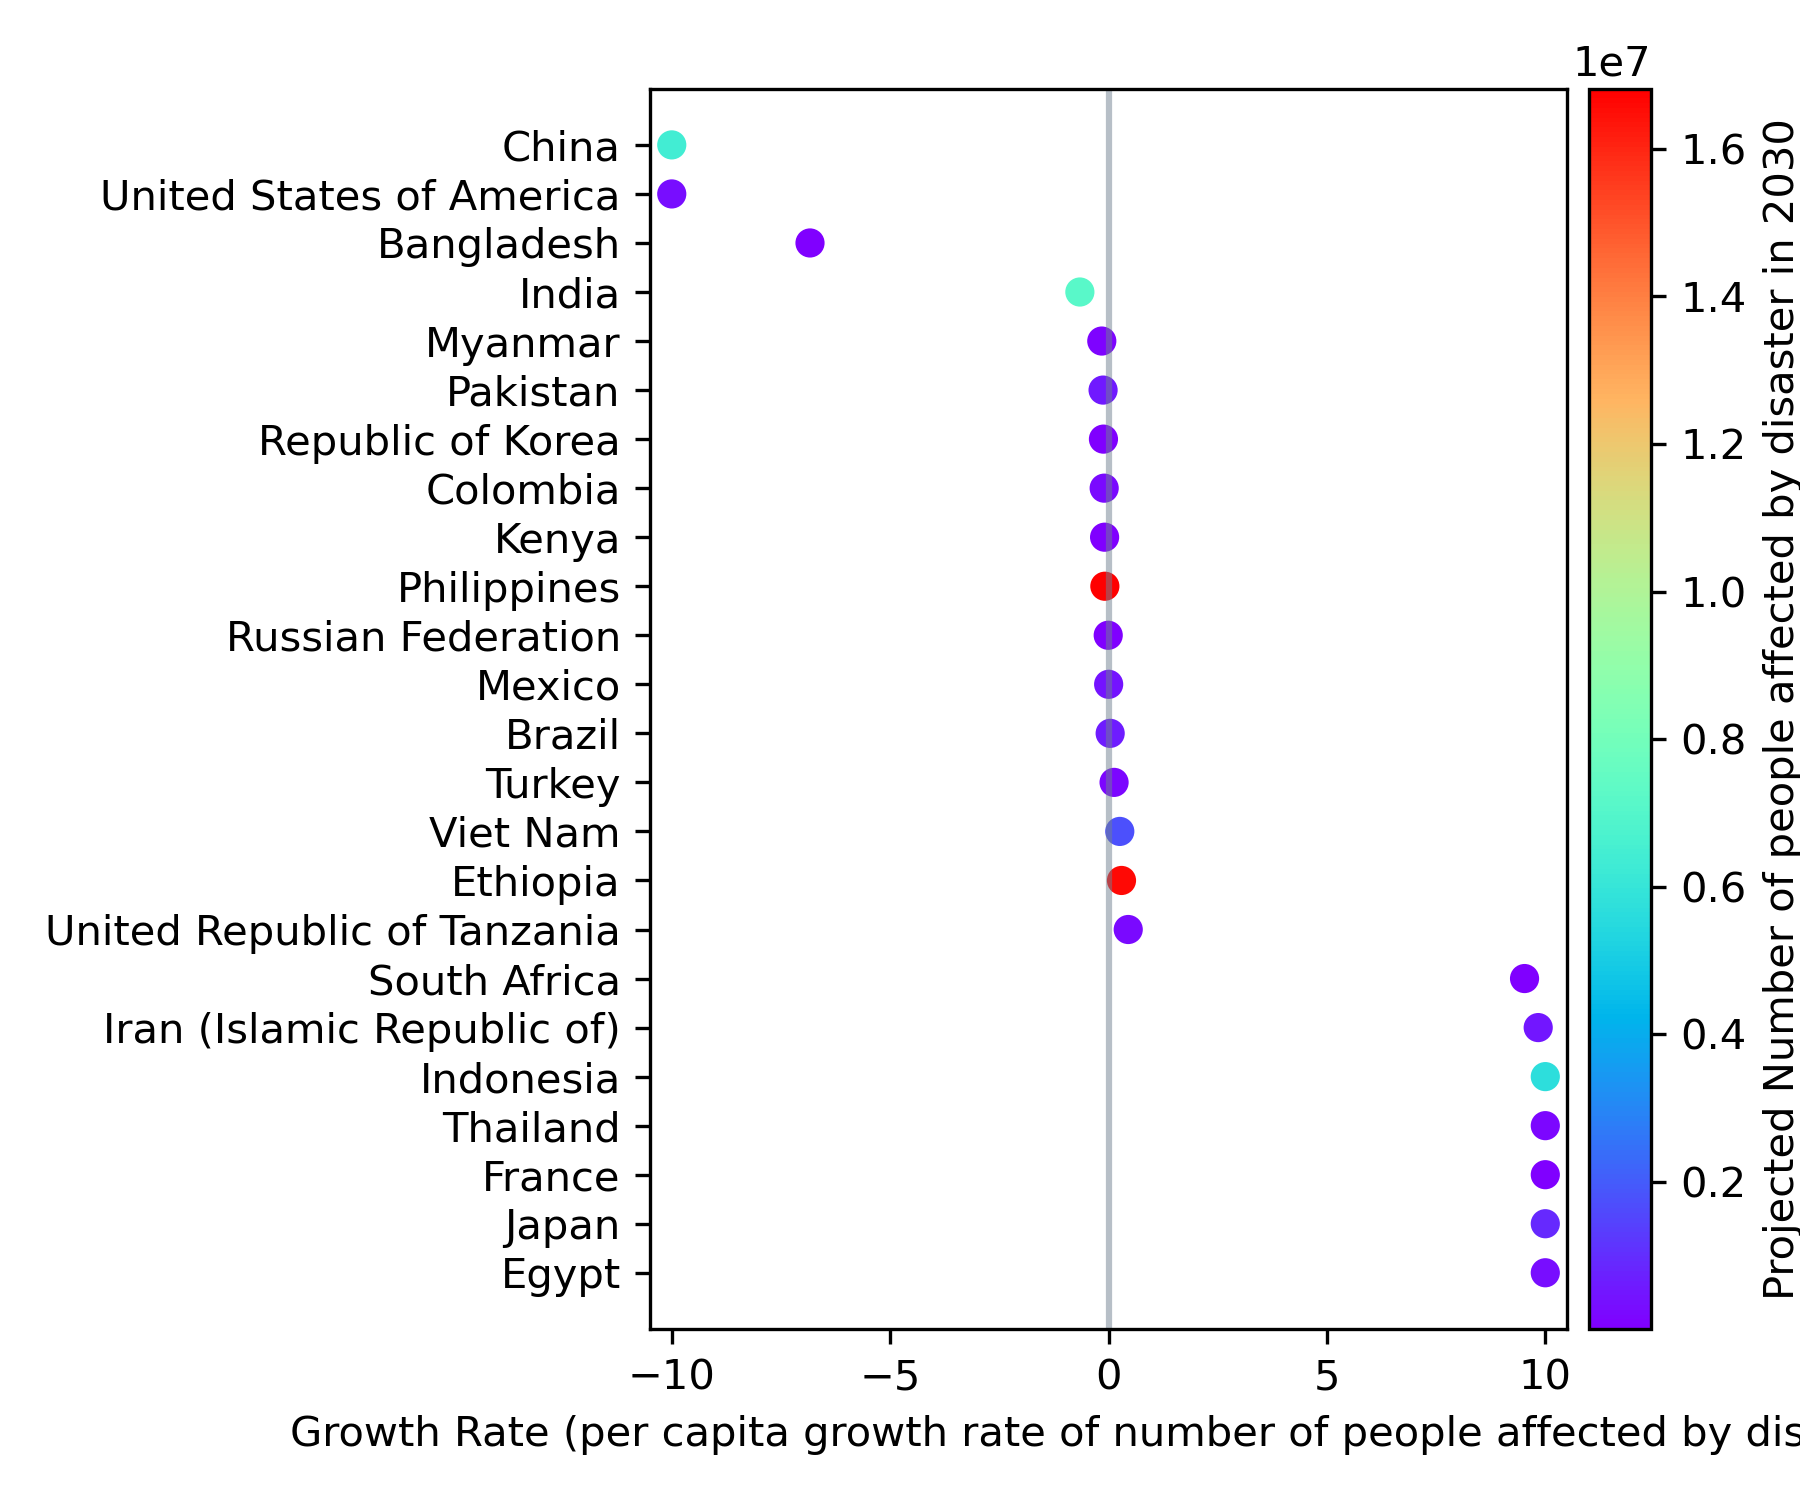 1e7
China
United States of America
Bangladesh
India
Myanmar
Pakistan
Republic of Korea
Colombia
Kenya
Philippines
Russian Federation
Mexico
Brazil
Turkey
Viet Nam
Ethiopia
United Republic of Tanzania
South Africa
Iran (Islamic Republic of)
Indonesia
Thailand
France
Japan
Egypt
−10 −5 0 5 10
Growth Rate (per capita growth rate of number of people affected by dis
1.6
1.4
1.2
1.0
0.8
0.6
0.4
0.2
Projected Number of people affected by disaster in 2030